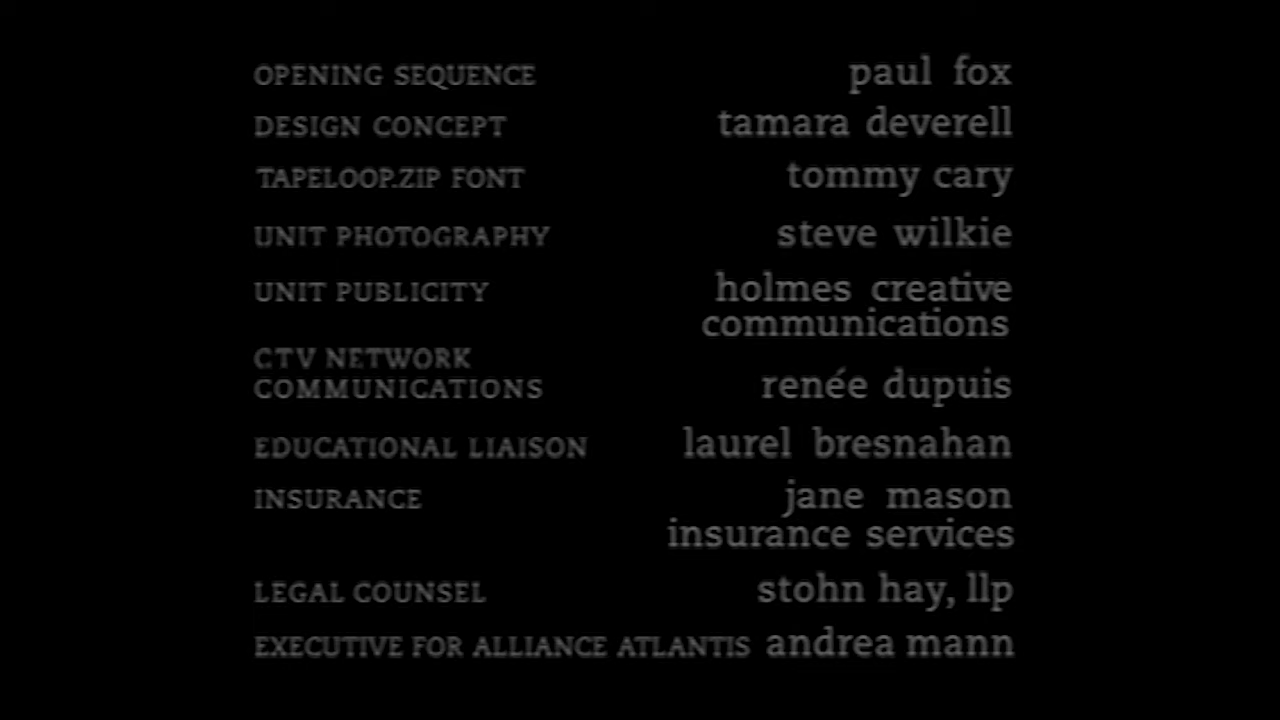 OPENING SEQUENCE paul fox
DESIGN CONCEPT tamara deverell
TAPELOOP.ZIP FONT tommy cary
UNIT PHOTOGRAPHY steve wilkie
UNIT PUBLICITY holmes creative
communications
CTV NETWORK
COMMUNICATIONS renée dupuis
EDUCATIONAL LIAISON laurel bresnahan
INSURANCE jane mason
insurance services
LEGAL COUNSEL stohn hay, llp
EXECUTIVE FOR ALLIANCE ATLANTIS andrea mann